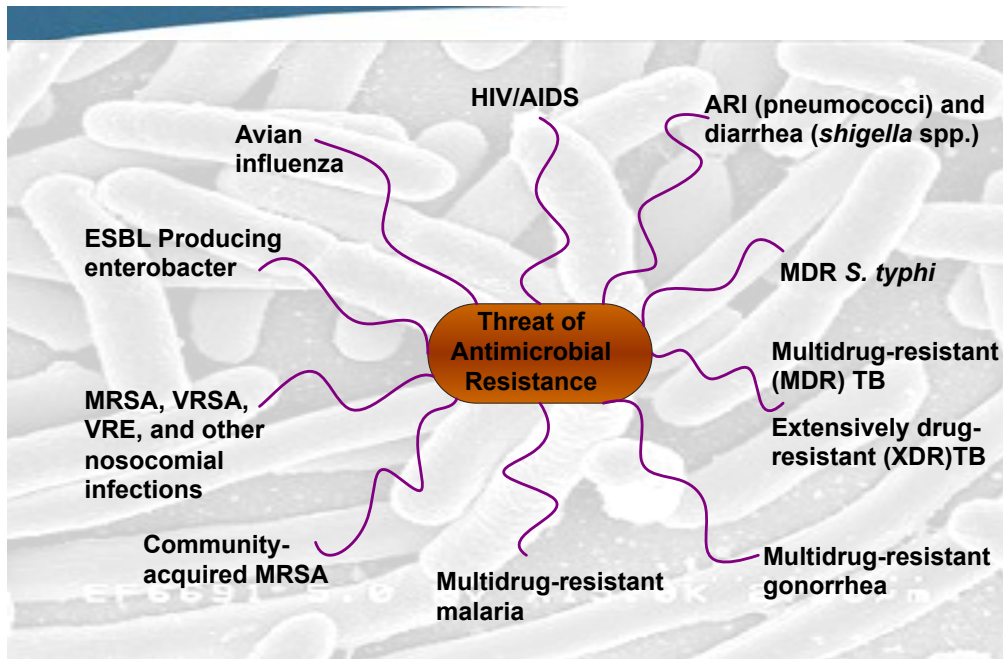 HIV/AIDS
ARI (pneumococci) and
diarrhea (shigella spp.)
Avian
influenza
ESBL Producing
enterobacter
MDR S. typhi
Threat of
Antimicrobial
Resistance
Multidrug-resistant
(MDR) TB
Extensively drug-
resistant (XDR)TB
MRSA, VRSA,
VRE, and other
nosocomial
infections
Community-
acquired MRSA
Multidrug-resistant
malaria
Multidrug-resistant
gonorrhea